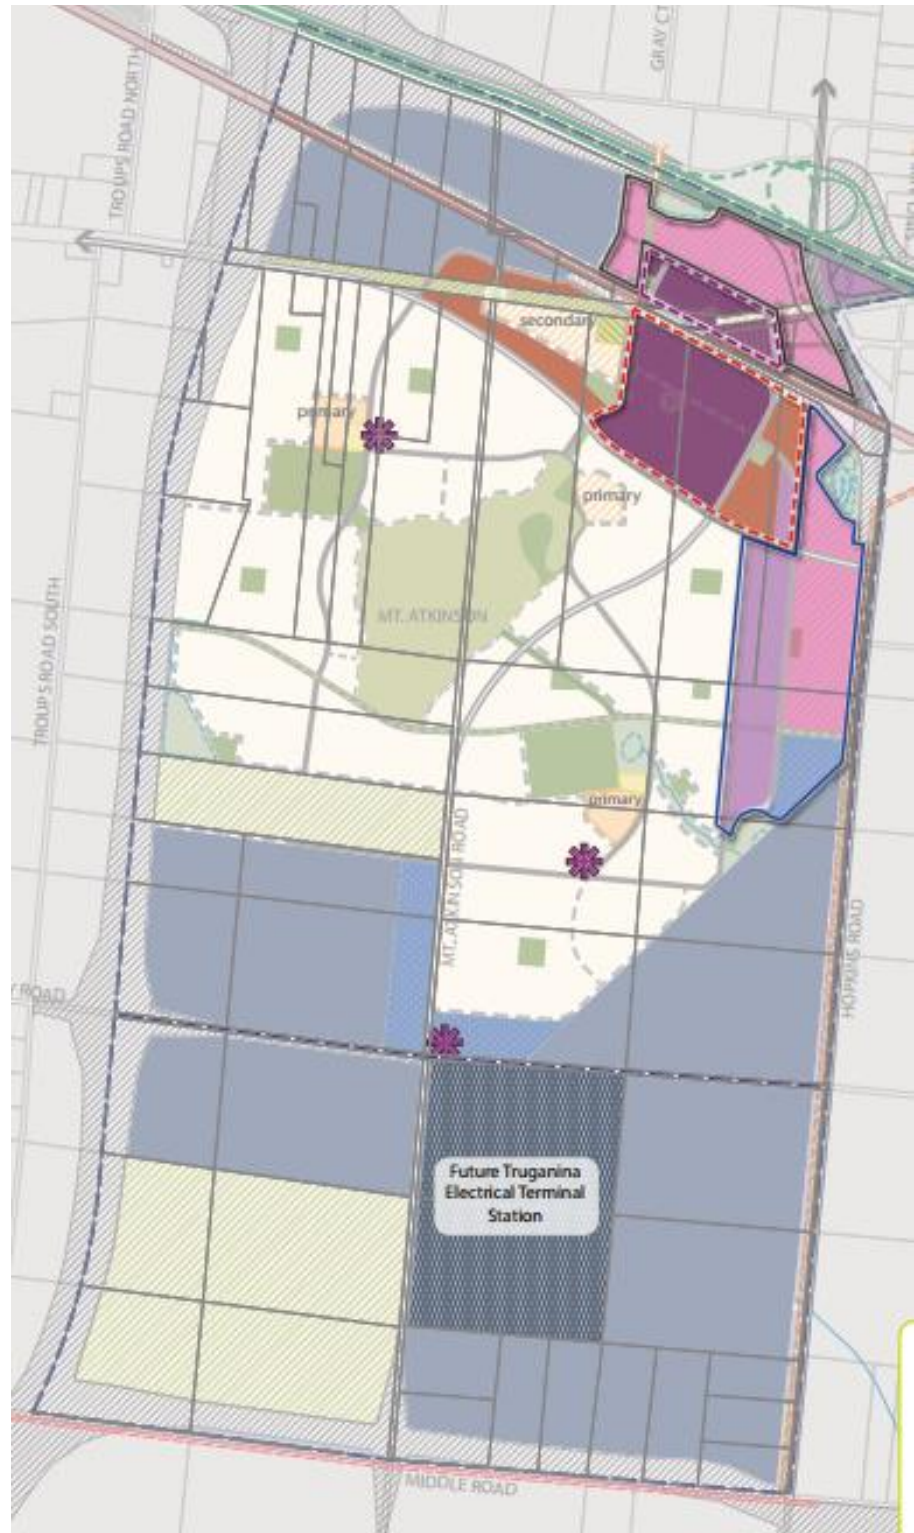 GRAY CT
TROUPS ROAD NORTH
secondary
primary
primary
MT. ATKINSON
TROUPS ROAD SOUTH
primary
MT. ATKINSON ROAD
HOPKINS ROAD
ROAD
Future Truganina
Electrical Terminal
Station
MIDDLE ROAD